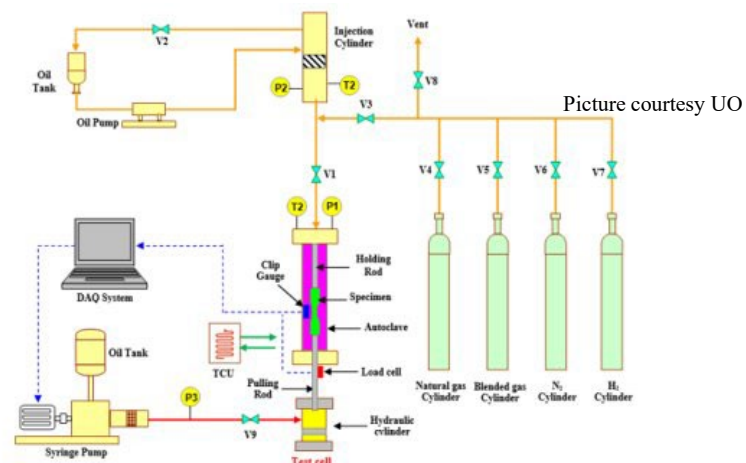 Vent
V2
Injection
Cylinder
Oil
Tank
V8
P2
T2
V3
Picture courtesy UO
Oil Pump
V1
V4
V5
V6
V7
T2
P1
Clip
Gauge
Holding
Rod
Specimen
DAQ System
Autoclave
Oil Tank
TCU
Load cell
Pulling
Rod
Natural gas
Cylinder
Blended gas
Cylinder
N₂
Cylinder
H₂
Cylinder
P3
V9
Hydraulic
cylinder
Syringe Pump
Test cell